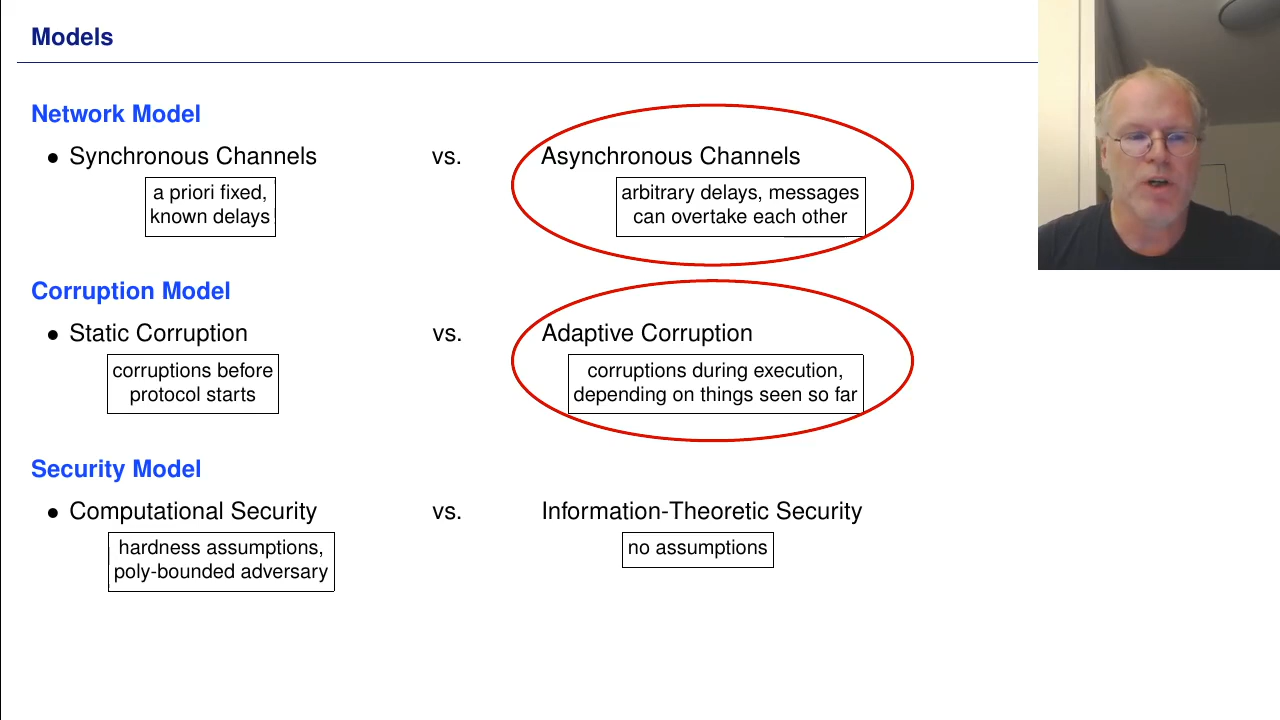 Models
Network Model
• Synchronous Channels vs. Asynchronous Channels
a priori fixed,
known delays
arbitrary delays, messages
can overtake each other
Corruption Model
• Static Corruption vs. Adaptive Corruption
corruptions before
protocol starts
corruptions during execution,
depending on things seen so far
Security Model
• Computational Security vs. Information-Theoretic Security
hardness assumptions,
poly-bounded adversary
no assumptions